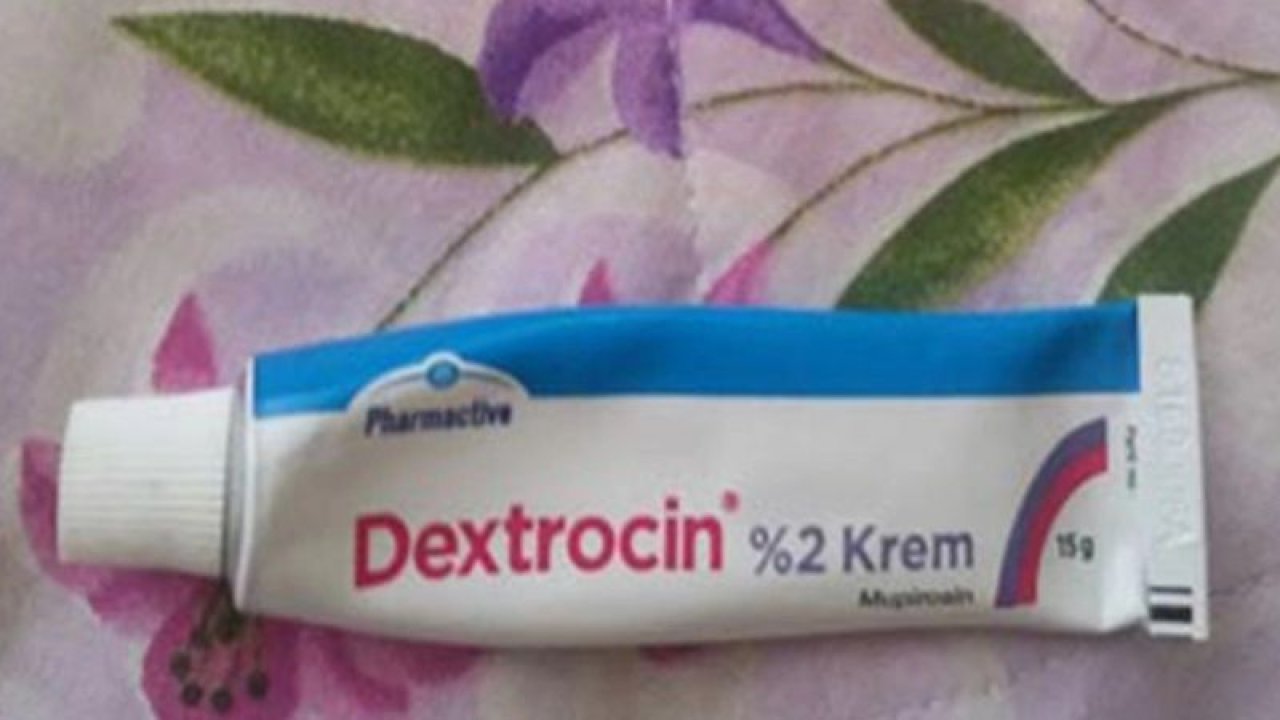 Pharmactive
Dextrocin® %2 Krem
Mupirosin
15 g